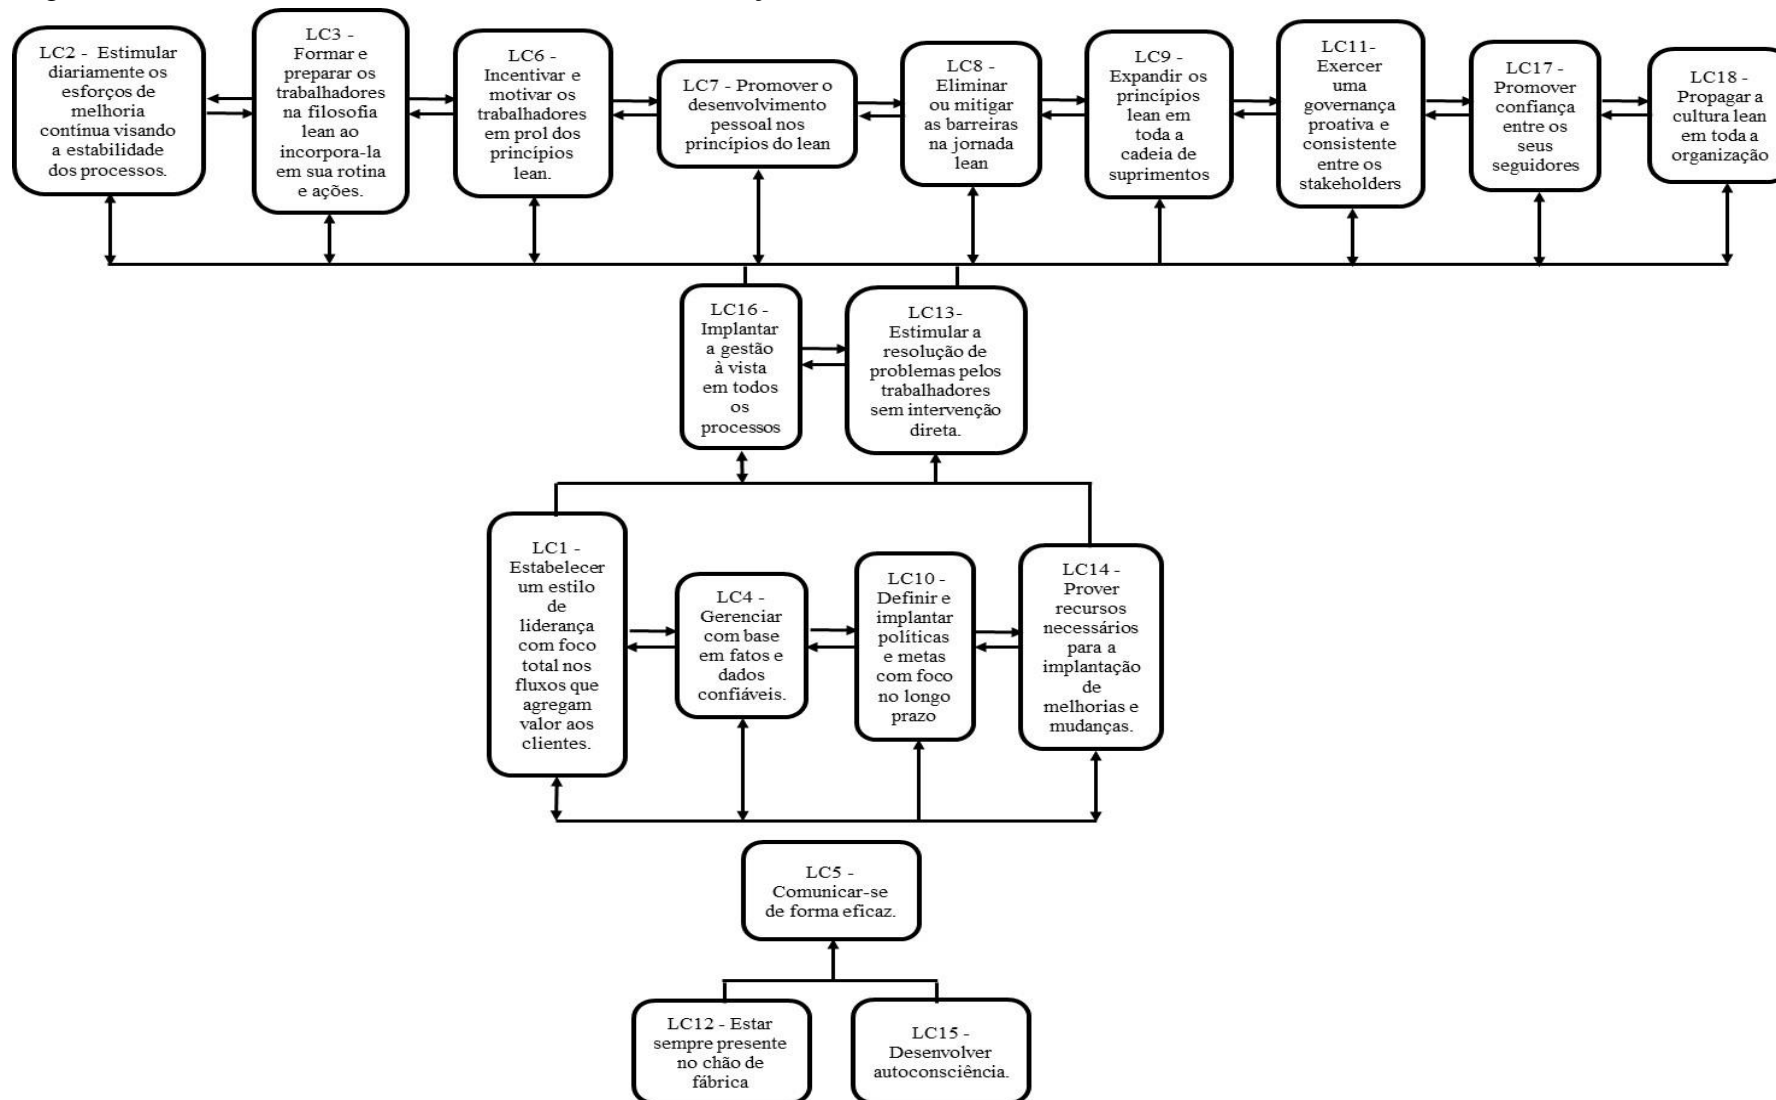 LC2 - Estimular
diariamente os
esforços de
melhoria
contínua visando
a estabilidade
dos processos.
LC3 -
Formar e
preparar os
trabalhadores
na filosofia
lean ao
incorpora-la
em sua rotina
e ações.
LC6 -
Incentivar e
motivar os
trabalhadores
em prol dos
princípios
lean.
LC7 - Promover o
desenvolvimento
pessoal nos
princípios do lean
LC8 -
Eliminar
ou mitigar
as barreiras
na jornada
lean
LC9 -
Expandir os
princípios
lean em
toda a
cadeia de
suprimentos
LC11-
Exercer
uma
governança
proativa e
consistente
entre os
stakeholders
LC17 -
Promover
confiança
entre os
seus
seguidores
LC18 -
Propagar a
cultura lean
em toda a
organização
LC16 -
Implantar
a gestão
à vista
em todos
os
processos
LC13-
Estimular a
resolução de
problemas pelos
trabalhadores
sem intervenção
direta.
LC1 -
Estabelecer
um estilo
de
liderança
com foco
total nos
fluxos que
agregam
valor aos
clientes.
LC4 -
Gerenciar
com base
em fatos e
dados
confiáveis.
LC10 -
Definir e
implantar
políticas
e metas
com foco
no longo
prazo
LC14 -
Prover
recursos
necessários
para a
implantação
de
melhorias e
mudanças.
LC5 -
Comunicar-se
de forma eficaz.
LC12 - Estar
sempre presente
no chão de
fábrica
LC15 -
Desenvolver
autoconsciência.